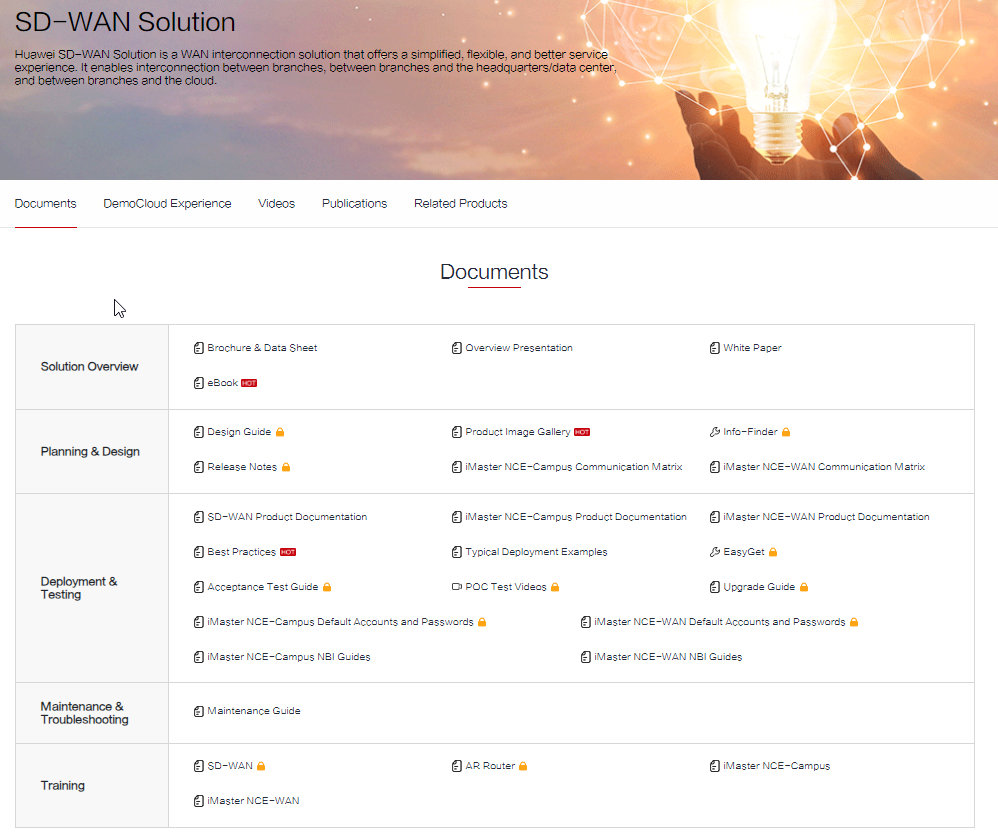 SD-WAN Solution
Huawei SD-WAN Solution is a WAN interconnection solution that offers a simplified, flexible, and better service
experience. It enables interconnection between branches, between branches and the headquarters/data center,
and between branches and the cloud.
Documents DemoCloud Experience Videos Publications Related Products
Documents
Solution Overview
Brochure & Data Sheet Overview Presentation White Paper
eBook HOT
Planning & Design
Design Guide Product Image Gallery HOT Info-Finder
Release Notes iMaster NCE-Campus Communication Matrix iMaster NCE-WAN Communication Matrix
Deployment &
Testing
SD-WAN Product Documentation iMaster NCE-Campus Product Documentation iMaster NCE-WAN Product Documentation
Best Practices HOT Typical Deployment Examples EasyGet
Acceptance Test Guide POC Test Videos Upgrade Guide
iMaster NCE-Campus Default Accounts and Passwords iMaster NCE-WAN Default Accounts and Passwords
iMaster NCE-Campus NBI Guides iMaster NCE-WAN NBI Guides
Maintenance &
Troubleshooting
Maintenance Guide
Training
SD-WAN AR Router iMaster NCE-Campus
iMaster NCE-WAN